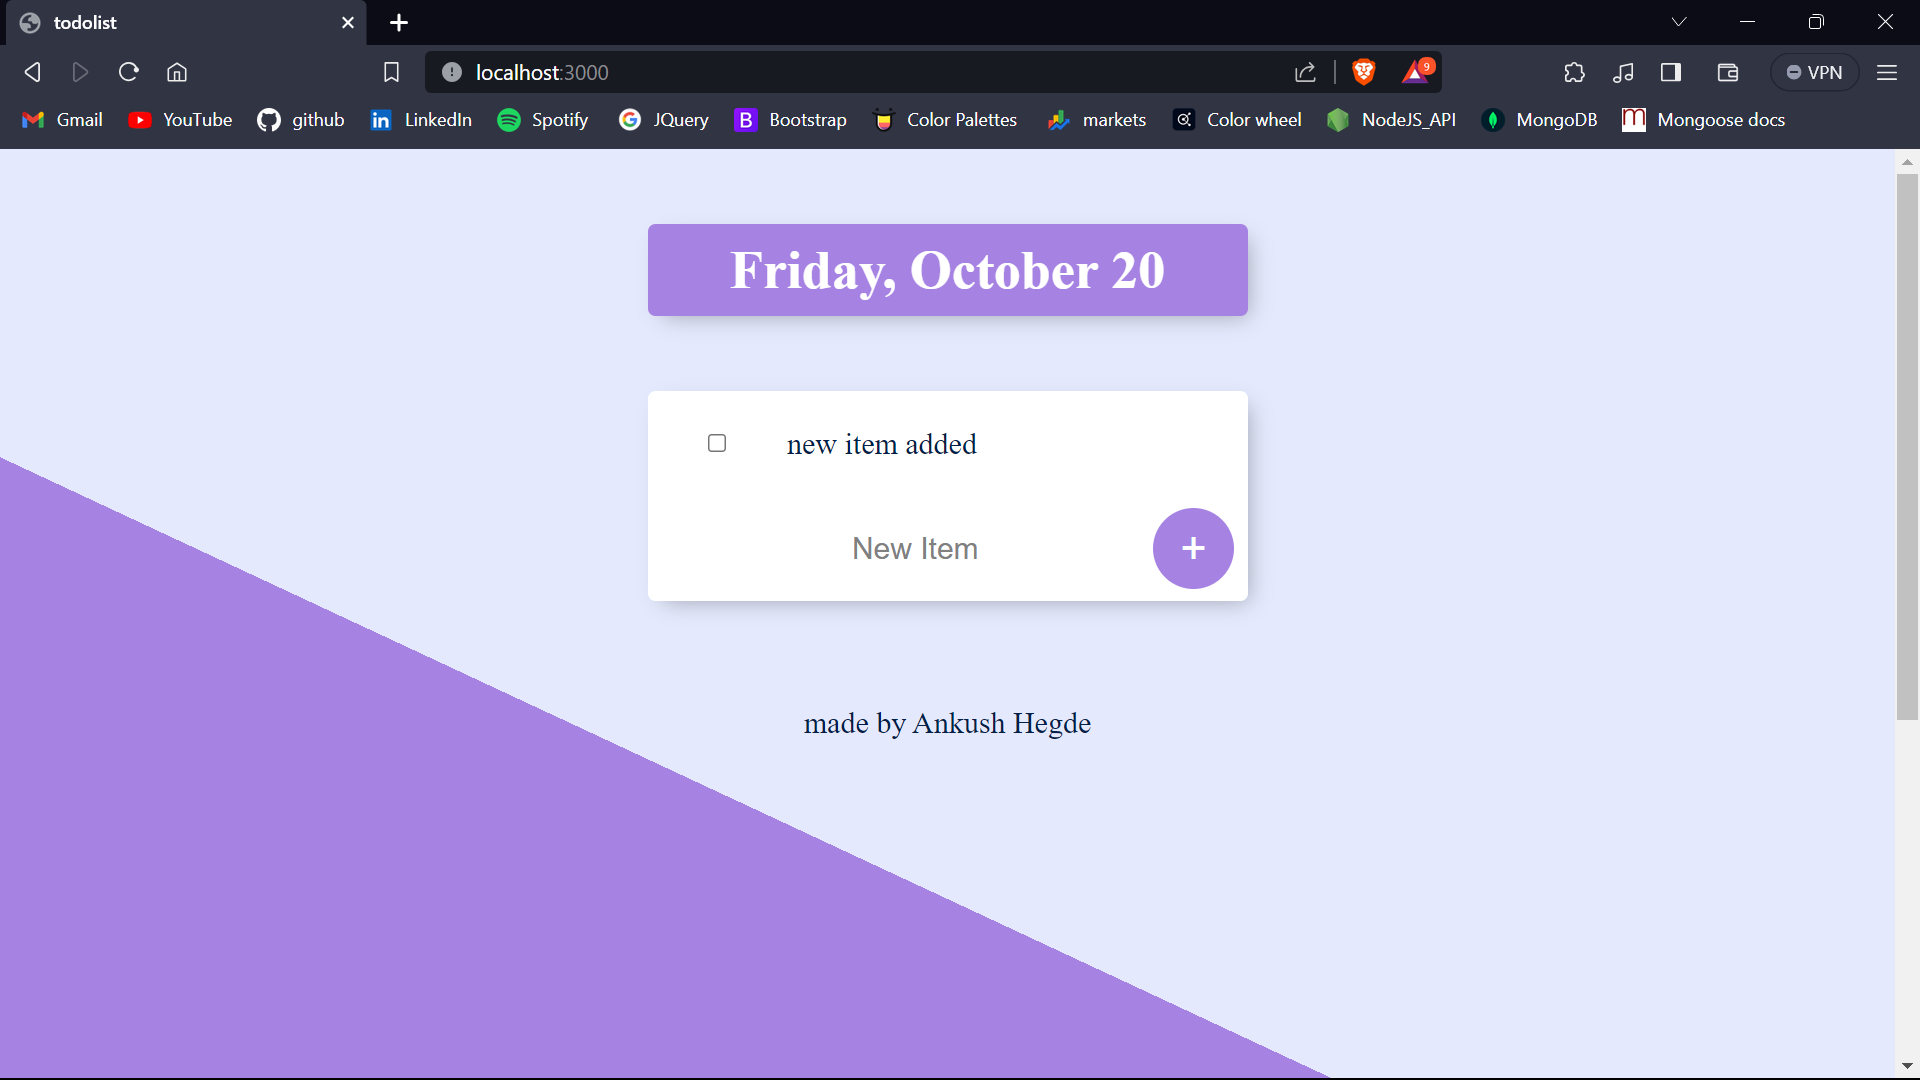 todolist
localhost:3000
9
VPN
Gmail YouTube github LinkedIn Spotify JQuery Bootstrap Color Palettes markets Color wheel NodeJS_API MongoDB Mongoose docs
Friday, October 20
new item added
New Item
+
made by Ankush Hegde